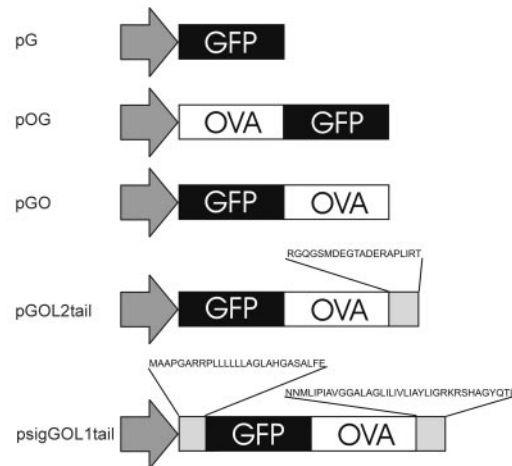 pG GFP
pOG OVA GFP
pGO GFP OVA
RGQGSMDEGTADERAPLIRT
pGOL2tail GFP OVA
MAAPGARRPLLLLLLAGLAHGASALFE
NNMLIPIAVGGALAGLILIVLIAYLIGRKRSHAGYQTI
psigGOL1tail GFP OVA